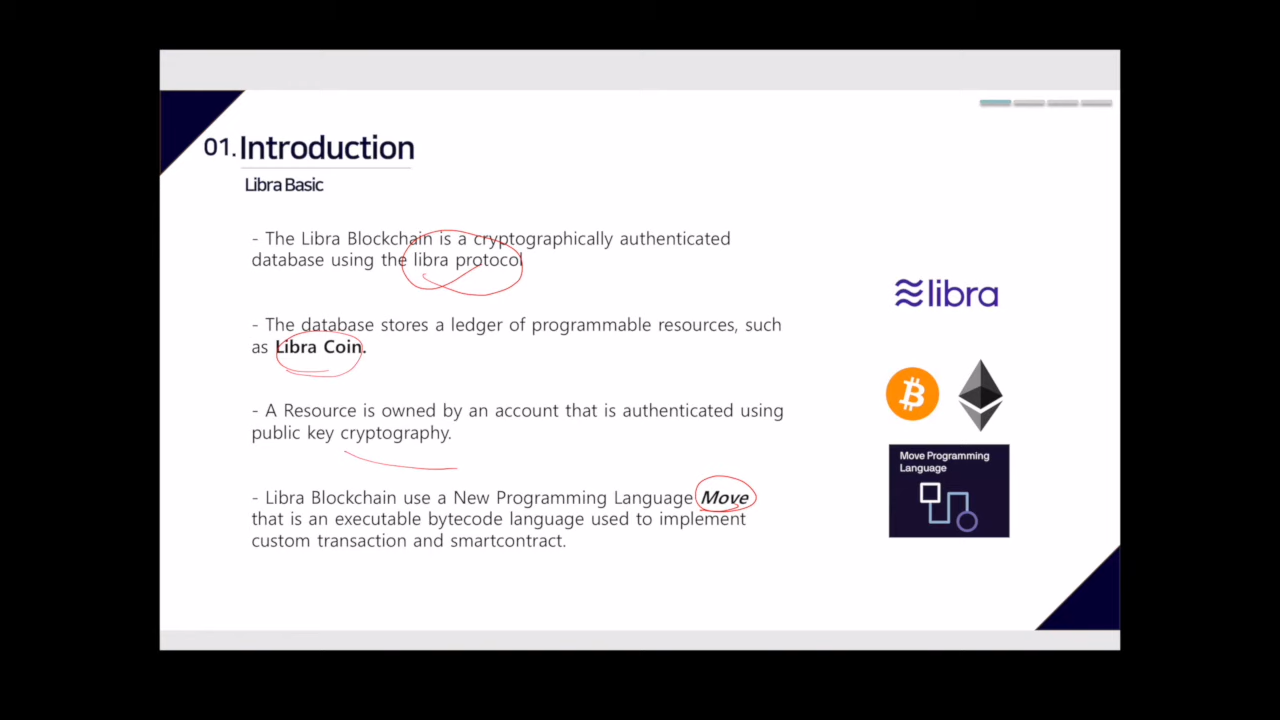 01. Introduction
Libra Basic
- The Libra Blockchain is a cryptographically authenticated
database using the libra protocol
- The database stores a ledger of programmable resources, such
as Libra Coin.
- A Resource is owned by an account that is authenticated using
public key cryptography.
- Libra Blockchain use a New Programming Language Move
that is an executable bytecode language used to implement
custom transaction and smartcontract.
libra
Move Programming
Language